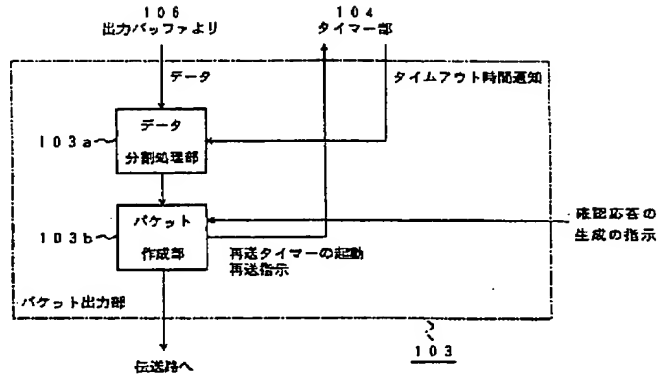 106
出力バッファより
104
タイマー部
データ
タイムアウト時間通知
103a
データ
分割処理部
103b
パケット
作成部
確認応答の
生成の指示
再送タイマーの起動
再送指示
パケット出力部
103
伝送路へ